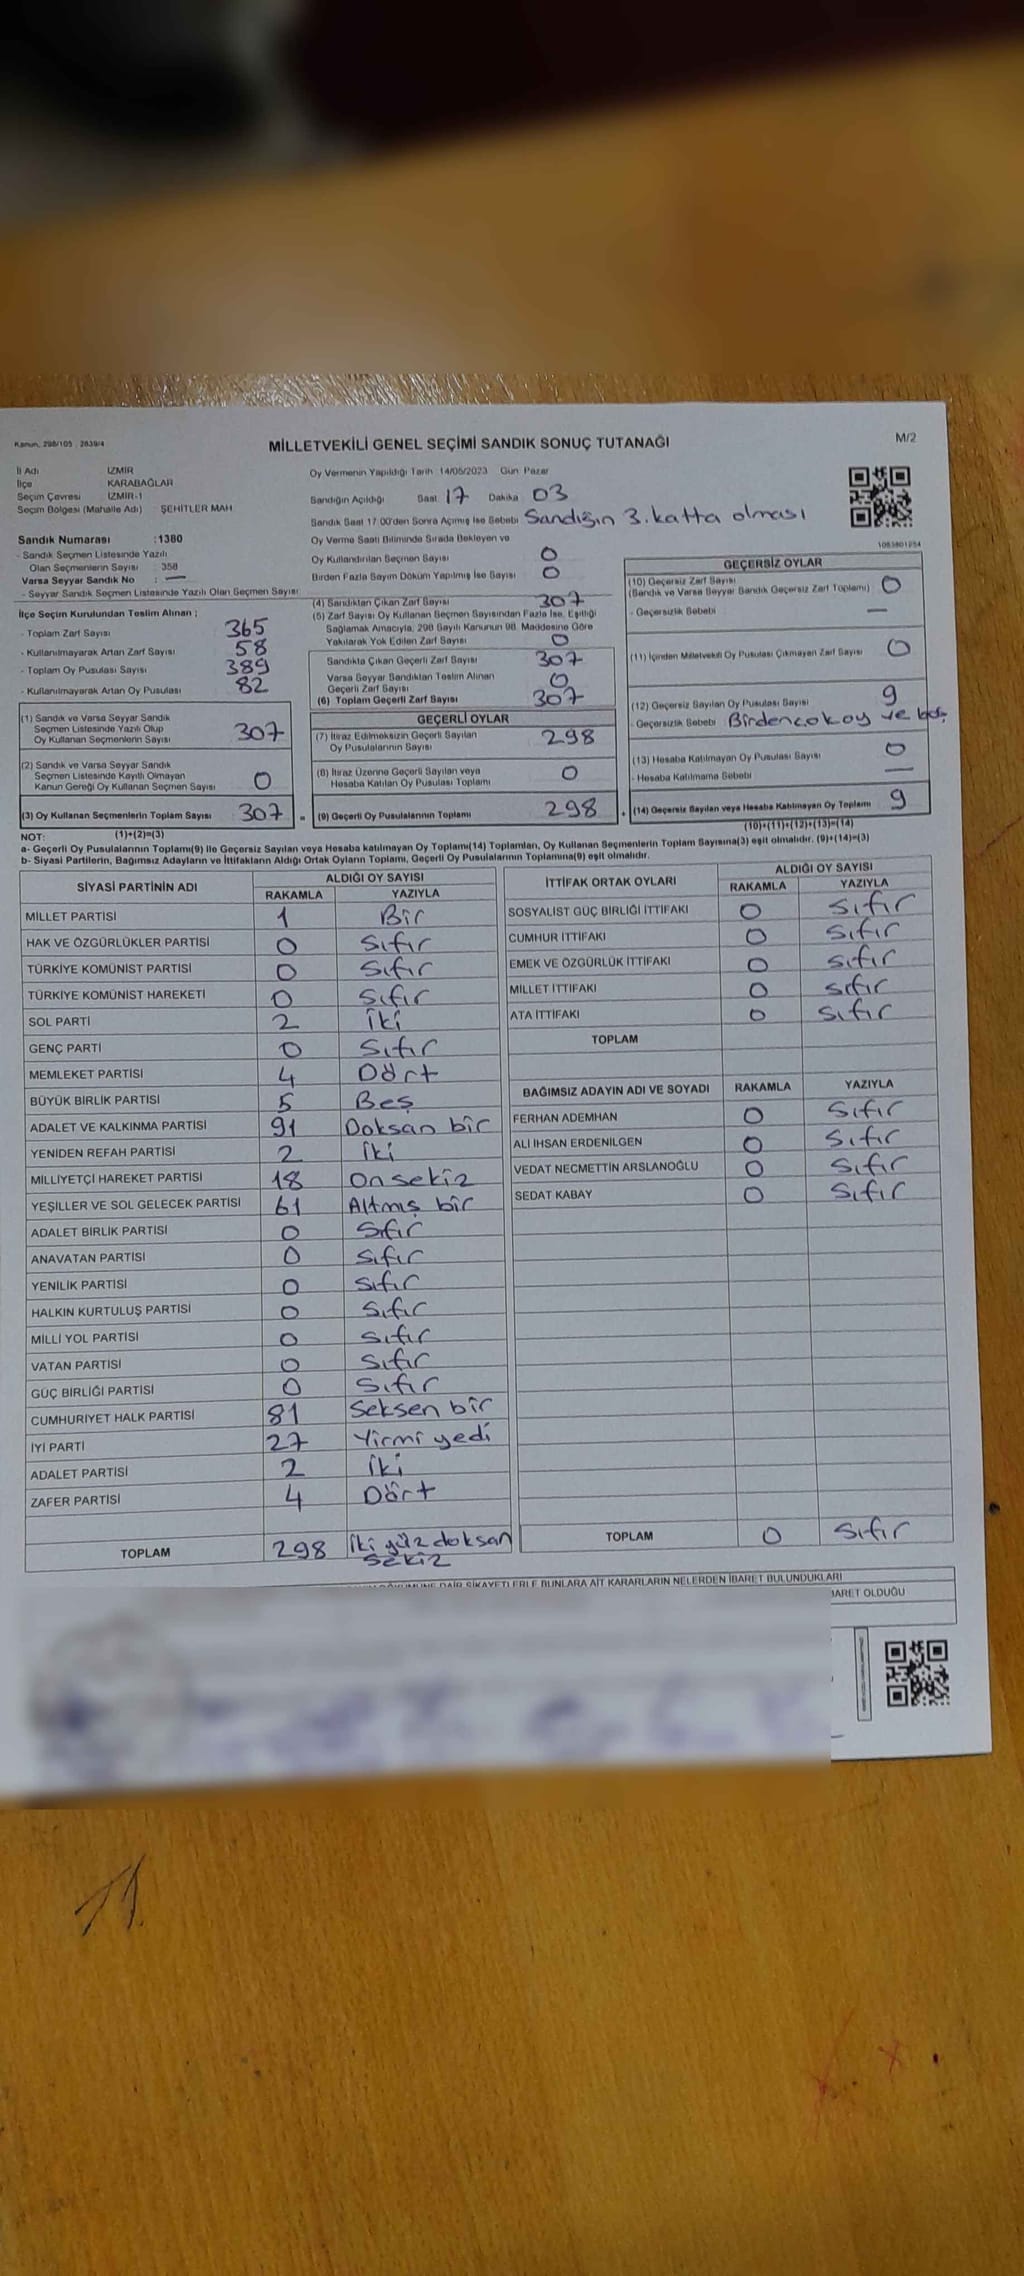 Kanun, 298/105 : 2839/4
MİLLETVEKİLİ GENEL SEÇİMİ SANDIK SONUÇ TUTANAĞI
M/2
İl Adı İZMİR
İlçe KARABAĞLAR
Seçim Çevresi İZMİR-1
Seçim Bölgesi (Mahalle Adı) : ŞEHİTLER MAH.
Oy Vermenin Yapıldığı Tarih 14/05/2023 Gün Pazar
Sandığın Açıldığı Saat 17 Dakika 03
Sandık Saat 17.00'den Sonra Açılmış İse Sebebi Sandığın 3. katta olması
Sandık Numarası :1380
- Sandık Seçmen Listesinde Yazılı
Olan Seçmenlerin Sayısı : 358
Varsa Seyyar Sandık No : —
- Seyyar Sandık Seçmen Listesinde Yazılı Olan Seçmen Sayısı
İlçe Seçim Kurulundan Teslim Alınan ;
- Toplam Zarf Sayısı 365
- Kullanılmayarak Artan Zarf Sayısı 58
- Toplam Oy Pusulası Sayısı 389
- Kullanılmayarak Artan Oy Pusulası 82
(1) Sandık ve Varsa Seyyar Sandık
Seçmen Listesinde Yazılı Olup
Oy Kullanan Seçmenlerin Sayısı 307
(2) Sandık ve Varsa Seyyar Sandık
Seçmen Listesinde Kayıtlı Olmayan
Kanun Gereği Oy Kullanan Seçmen Sayısı 0
(3) Oy Kullanan Seçmenlerin Toplam Sayısı 307
Oy Verme Saati Bitiminde Sırada Bekleyen ve
Oy Kullandırılan Seçmen Sayısı 0
Birden Fazla Sayım Döküm Yapılmış İse Sayısı 0
(4) Sandıktan Çıkan Zarf Sayısı 307
(5) Zarf Sayısı Oy Kullanan Seçmen Sayısından Fazla İse, Eşitliği
Sağlamak Amacıyla, 298 Sayılı Kanunun 98. Maddesine Göre
Yakılarak Yok Edilen Zarf Sayısı 0
Sandıkta Çıkan Geçerli Zarf Sayısı 307
Varsa Seyyar Sandıktan Teslim Alınan
Geçerli Zarf Sayısı 0
(6) Toplam Geçerli Zarf Sayısı 307
GEÇERLİ OYLAR
(7) İtiraz Edilmeksizin Geçerli Sayılan
Oy Pusulalarının Sayısı 298
(8) İtiraz Üzerine Geçerli Sayılan veya
Hesaba Katılan Oy Pusulası Toplamı 0
= (9) Geçerli Oy Pusulalarının Toplamı 298 +
1053801254
GEÇERSİZ OYLAR
(10) Geçersiz Zarf Sayısı
(Sandık ve Varsa Seyyar Sandık Geçersiz Zarf Toplamı) 0
- Geçersizlik Sebebi —
(11) İçinden Milletvekili Oy Pusulası Çıkmayan Zarf Sayısı 0
(12) Geçersiz Sayılan Oy Pusulası Sayısı 9
- Geçersizlik Sebebi Birden çok oy ve boş
(13) Hesaba Katılmayan Oy Pusulası Sayısı 0
- Hesaba Katılmama Sebebi —
(14) Geçersiz Sayılan veya Hesaba Katılmayan Oy Toplamı 9
(10)+(11)+(12)+(13)=(14)
NOT: (1)+(2)=(3)
a- Geçerli Oy Pusulalarının Toplamı(9) ile Geçersiz Sayılan veya Hesaba katılmayan Oy Toplamı(14) Toplamları, Oy Kullanan Seçmenlerin Toplam Sayısına(3) eşit olmalıdır. (9)+(14)=(3)
b- Siyasi Partilerin, Bağımsız Adayların ve İttifakların Aldığı Ortak Oyların Toplamı, Geçerli Oy Pusulalarının Toplamına(9) eşit olmalıdır.
SİYASİ PARTİNİN ADI ALDIĞI OY SAYISI
RAKAMLA YAZIYLA
MİLLET PARTİSİ 1 Bir
HAK VE ÖZGÜRLÜKLER PARTİSİ 0 Sıfır
TÜRKİYE KOMÜNİST PARTİSİ 0 Sıfır
TÜRKİYE KOMÜNİST HAREKETİ 0 Sıfır
SOL PARTİ 2 İki
GENÇ PARTİ 0 Sıfır
MEMLEKET PARTİSİ 4 Dört
BÜYÜK BİRLİK PARTİSİ 5 Beş
ADALET VE KALKINMA PARTİSİ 91 Doksan bir
YENİDEN REFAH PARTİSİ 2 İki
MİLLİYETÇİ HAREKET PARTİSİ 18 Onsekiz
YEŞİLLER VE SOL GELECEK PARTİSİ 61 Altmış bir
ADALET BİRLİK PARTİSİ 0 Sıfır
ANAVATAN PARTİSİ 0 Sıfır
YENİLİK PARTİSİ 0 Sıfır
HALKIN KURTULUŞ PARTİSİ 0 Sıfır
MİLLİ YOL PARTİSİ 0 Sıfır
VATAN PARTİSİ 0 Sıfır
GÜÇ BİRLİĞİ PARTİSİ 0 Sıfır
CUMHURİYET HALK PARTİSİ 81 Seksen bir
İYİ PARTİ 27 Yirmi yedi
ADALET PARTİSİ 2 İki
ZAFER PARTİSİ 4 Dört
TOPLAM 298 İki yüz doksan
sekiz
İTTİFAK ORTAK OYLARI ALDIĞI OY SAYISI
RAKAMLA YAZIYLA
SOSYALİST GÜÇ BİRLİĞİ İTTİFAKI 0 Sıfır
CUMHUR İTTİFAKI 0 Sıfır
EMEK VE ÖZGÜRLÜK İTTİFAKI 0 Sıfır
MİLLET İTTİFAKI 0 Sıfır
ATA İTTİFAKI 0 Sıfır
TOPLAM
BAĞIMSIZ ADAYIN ADI VE SOYADI RAKAMLA YAZIYLA
FERHAN ADEMHAN 0 Sıfır
ALİ İHSAN ERDENİLGEN 0 Sıfır
VEDAT NECMETTİN ARSLANOĞLU 0 Sıfır
SEDAT KABAY 0 Sıfır
TOPLAM 0 Sıfır
DAİR ŞİKAYETLERLE BUNLARA AİT KARARLARIN NELERDEN İBARET BULUNDUKLARI
OLDUĞU